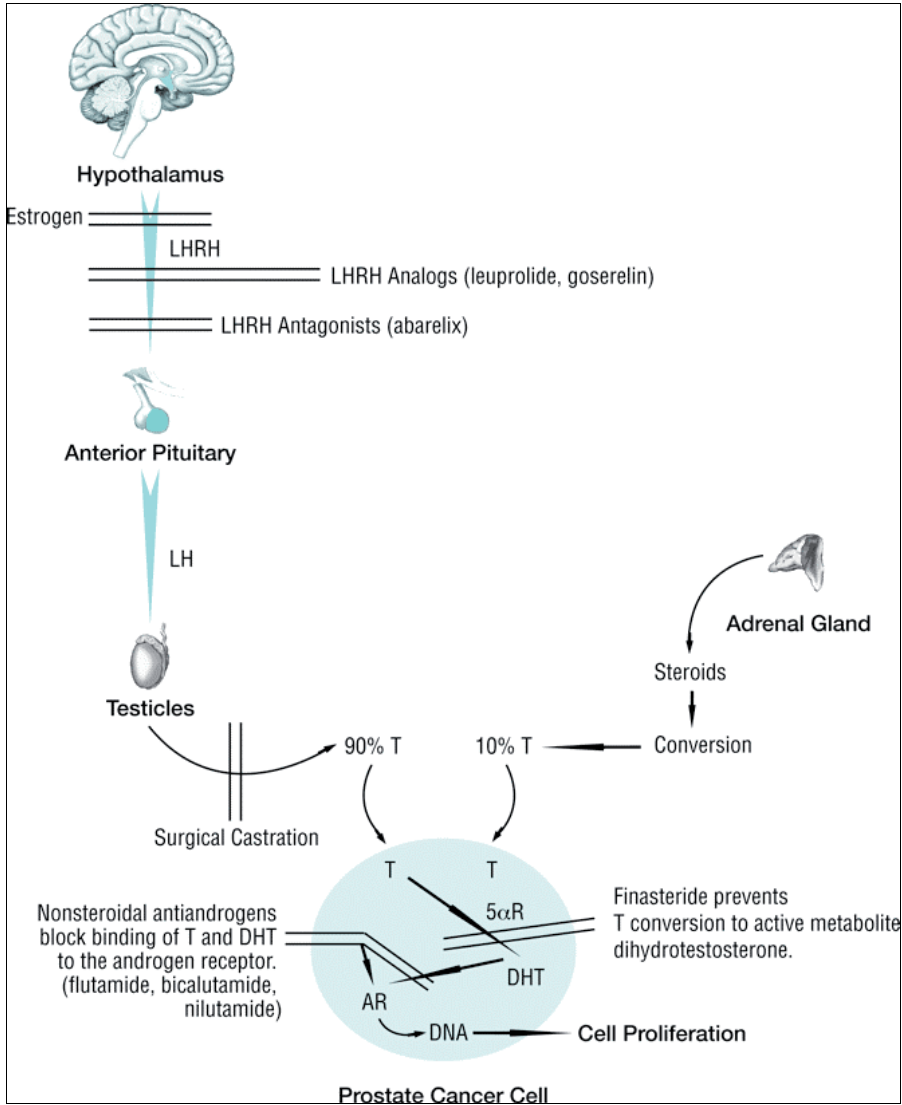 Hypothalamus
Estrogen
LHRH
LHRH Analogs (leuprolide, goserelin)
LHRH Antagonists (abarelix)
Anterior Pituitary
LH
Adrenal Gland
Steroids
Testicles
90% T
10% T
Conversion
Surgical Castration
T
T
Nonsteroidal antiandrogens
block binding of T and DHT
to the androgen receptor.
(flutamide, bicalutamide,
nilutamide)
5αR
Finasteride prevents
T conversion to active metabolite
dihydrotestosterone.
DHT
AR
DNA
Cell Proliferation
Prostate Cancer Cell